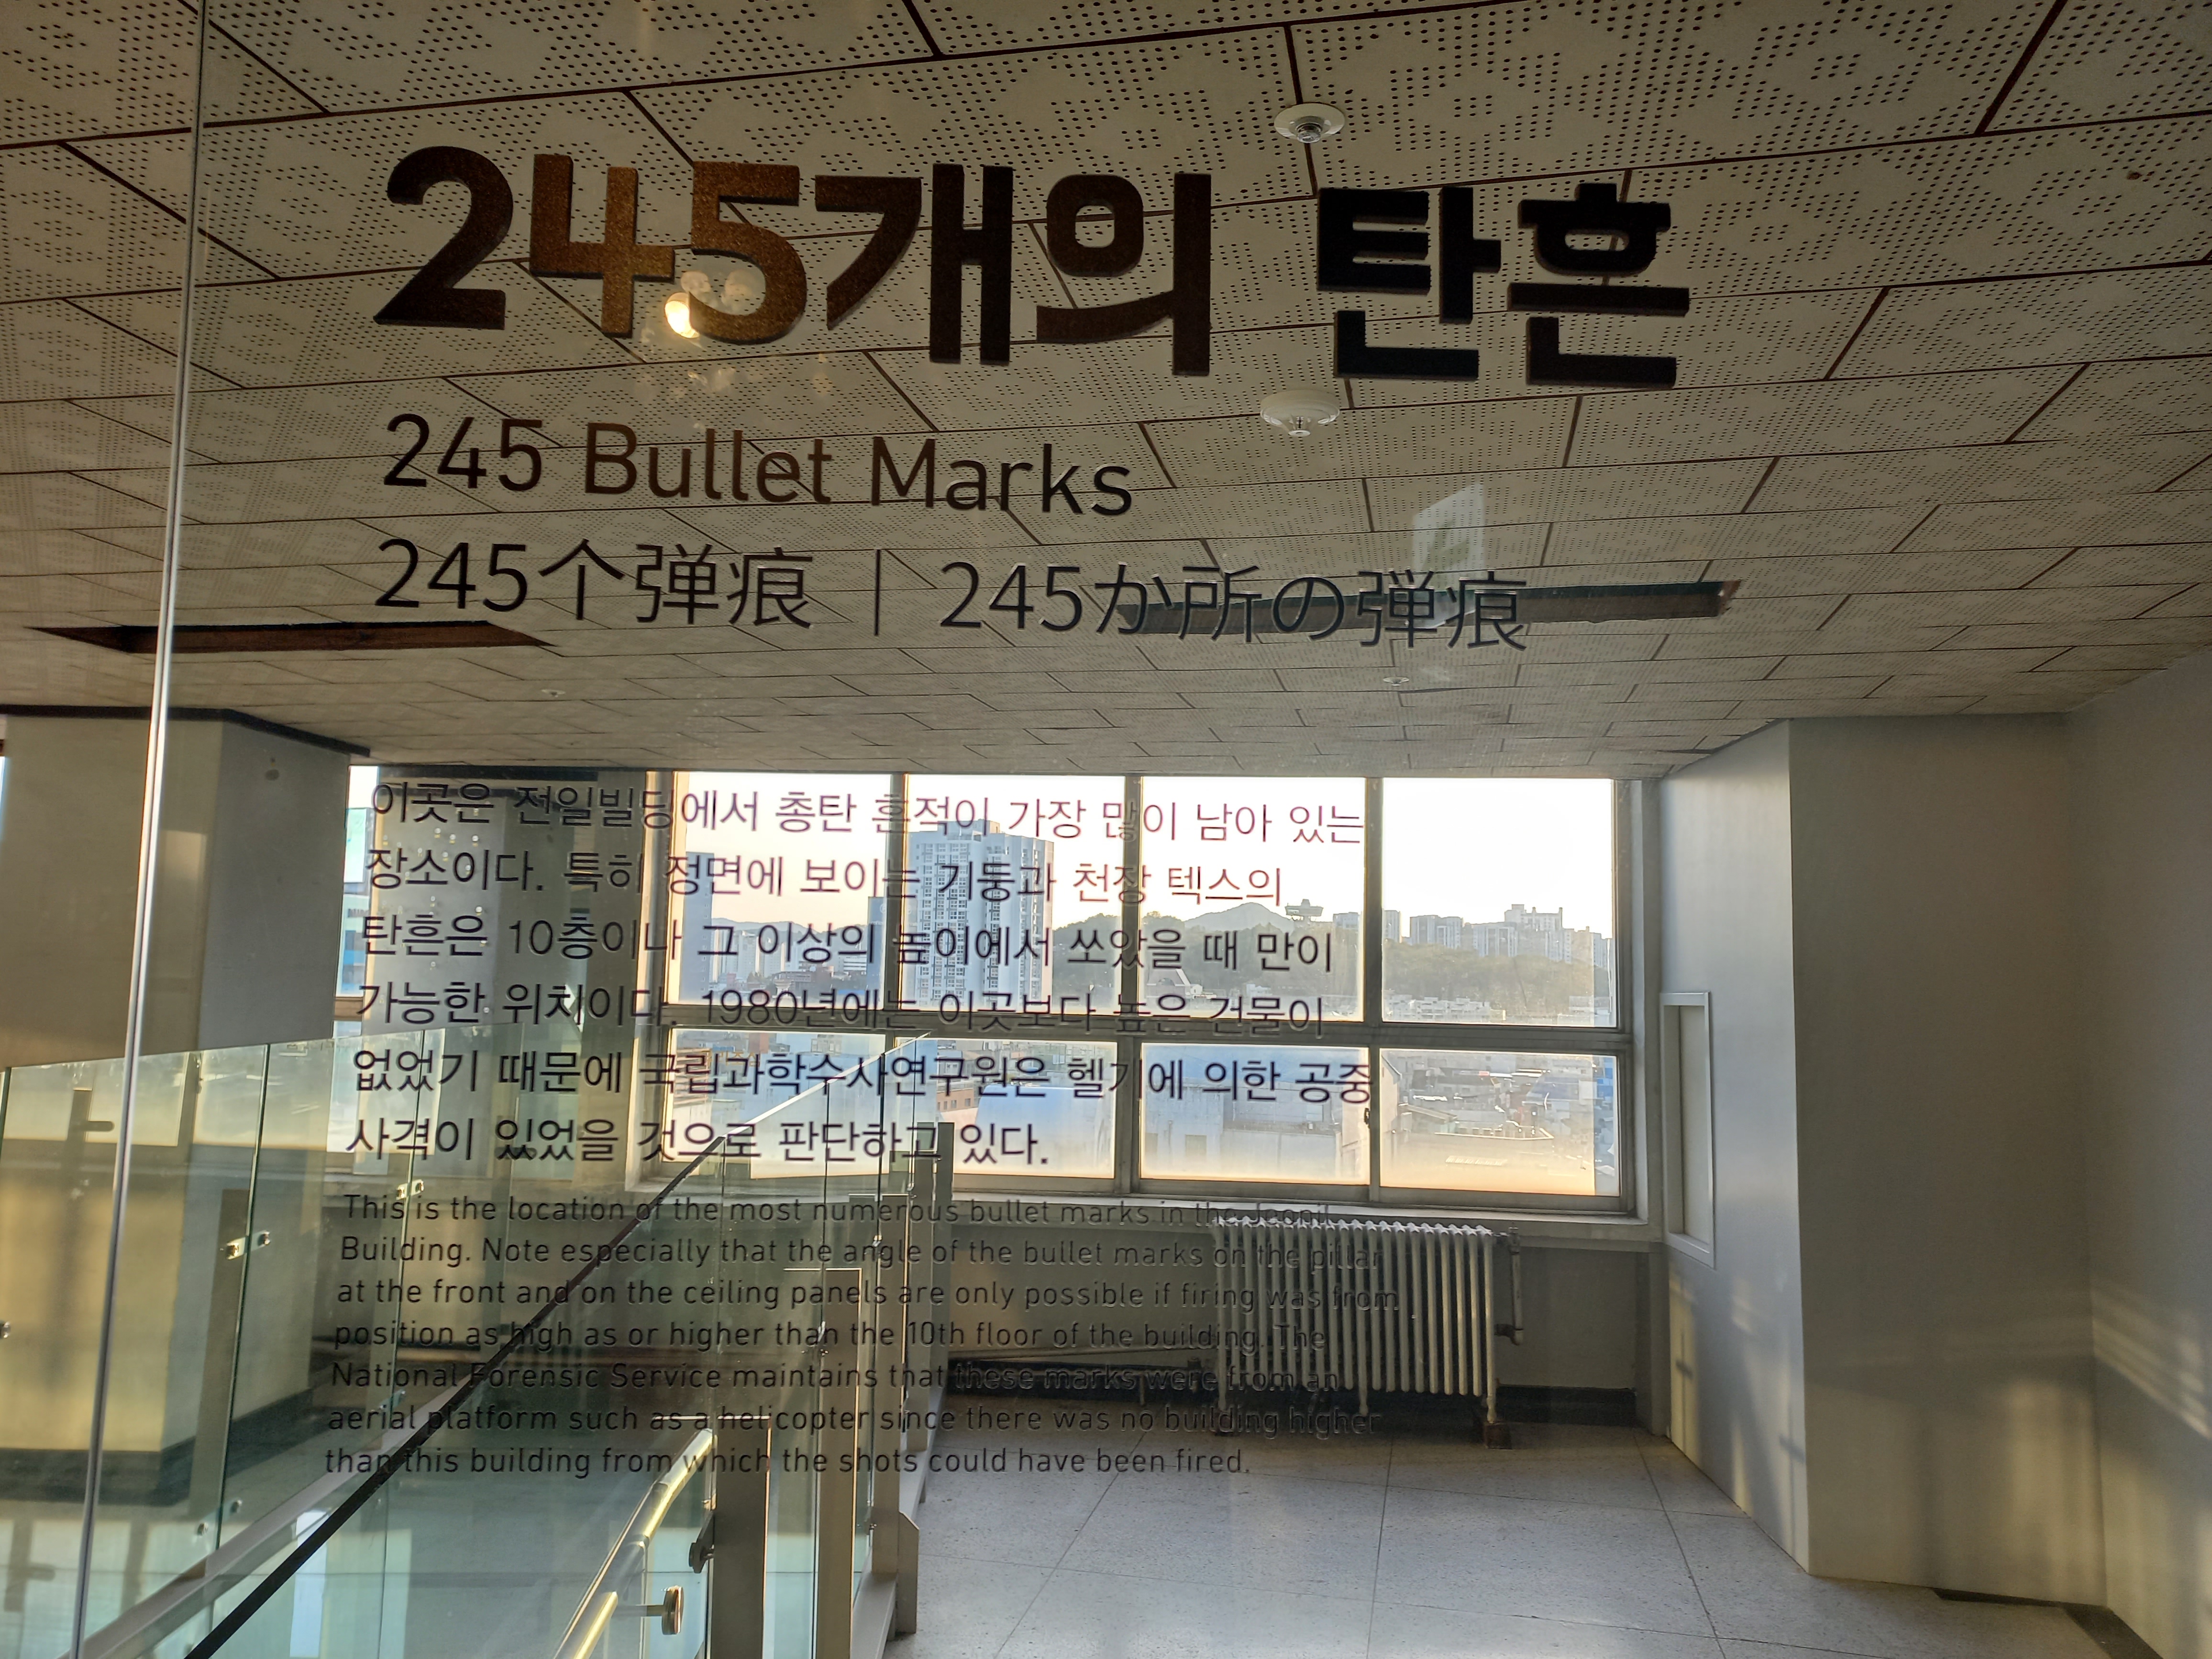 245개의 탄흔
245 Bullet Marks
245个弹痕 | 245か所の弾痕
이곳은 전일빌딩에서 총탄 흔적이 가장 많이 남아 있는
장소이다. 특히 정면에 보이는 기둥과 천장 텍스의
탄흔은 10층이나 그 이상의 높이에서 쏘았을 때 만이
가능한 위치이다. 1980년에는 이곳보다 높은 건물이
없었기 때문에 국립과학수사연구원은 헬기에 의한 공중
사격이 있었을 것으로 판단하고 있다.
This is the location of the most numerous bullet marks in the Jeonil
Building. Note especially that the angle of the bullet marks on the pillar
at the front and on the ceiling panels are only possible if firing was from
position as high as or higher than the 10th floor of the building. The
National Forensic Service maintains that these marks were from an
aerial platform such as a helicopter since there was no building higher
than this building from which the shots could have been fired.